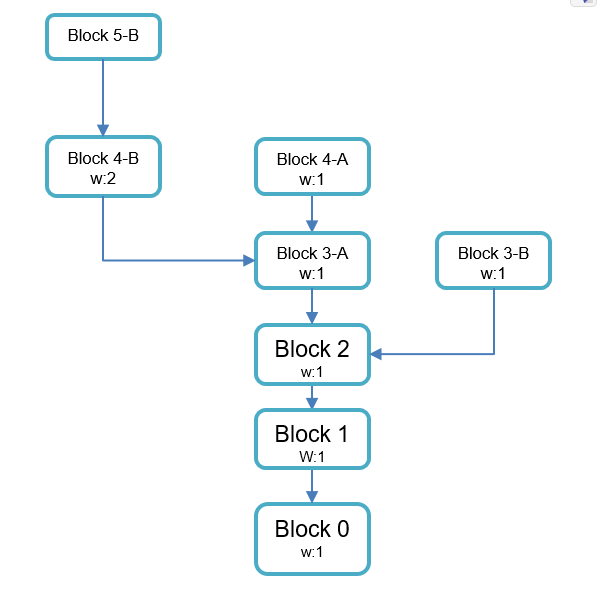 Block 5-B
Block 4-B
w:2
Block 4-A
w:1
Block 3-A
w:1
Block 3-B
w:1
Block 2
w:1
Block 1
W:1
Block 0
w:1